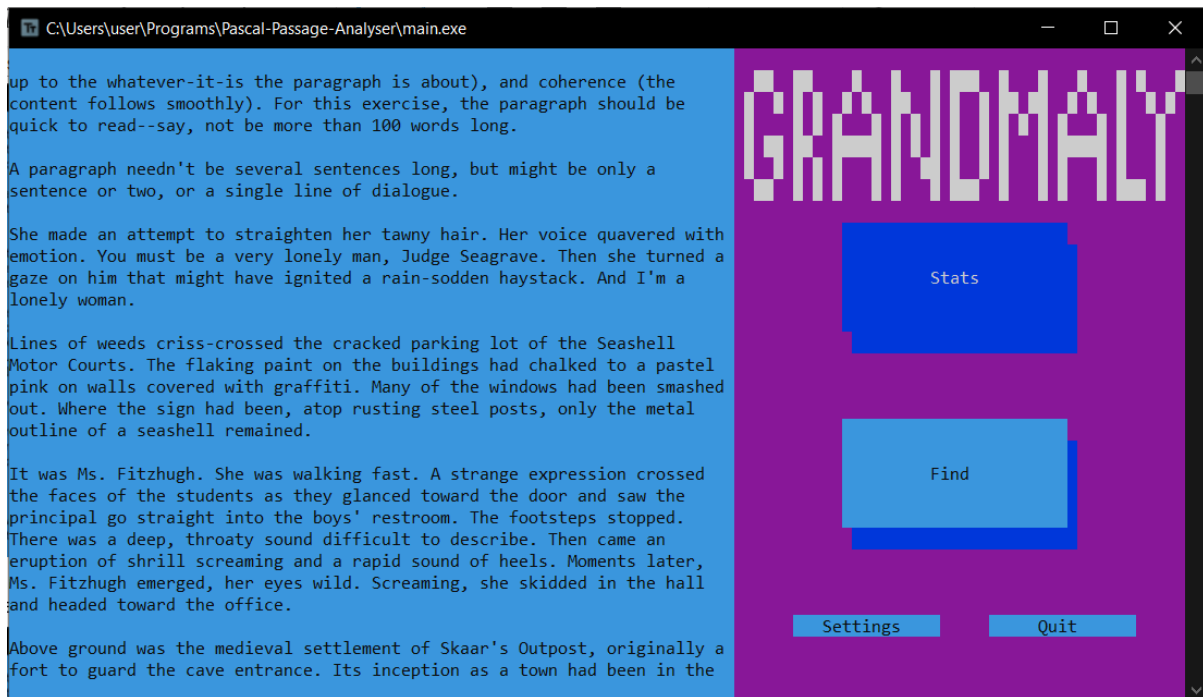 C:\Users\user\Programs\Pascal-Passage-Analyser\main.exe
up to the whatever-it-is the paragraph is about), and coherence (the
content follows smoothly). For this exercise, the paragraph should be
quick to read--say, not be more than 100 words long.
A paragraph needn't be several sentences long, but might be only a
sentence or two, or a single line of dialogue.
She made an attempt to straighten her tawny hair. Her voice quavered with
emotion. You must be a very lonely man, Judge Seagrave. Then she turned a
gaze on him that might have ignited a rain-sodden haystack. And I'm a
lonely woman.
Lines of weeds criss-crossed the cracked parking lot of the Seashell
Motor Courts. The flaking paint on the buildings had chalked to a pastel
pink on walls covered with graffiti. Many of the windows had been smashed
out. Where the sign had been, atop rusting steel posts, only the metal
outline of a seashell remained.
It was Ms. Fitzhugh. She was walking fast. A strange expression crossed
the faces of the students as they glanced toward the door and saw the
principal go straight into the boys' restroom. The footsteps stopped.
There was a deep, throaty sound difficult to describe. Then came an
eruption of shrill screaming and a rapid sound of heels. Moments later,
Ms. Fitzhugh emerged, her eyes wild. Screaming, she skidded in the hall
and headed toward the office.
Above ground was the medieval settlement of Skaar's Outpost, originally a
fort to guard the cave entrance. Its inception as a town had been in the
GRANDMALY
Stats
Find
Settings
Quit